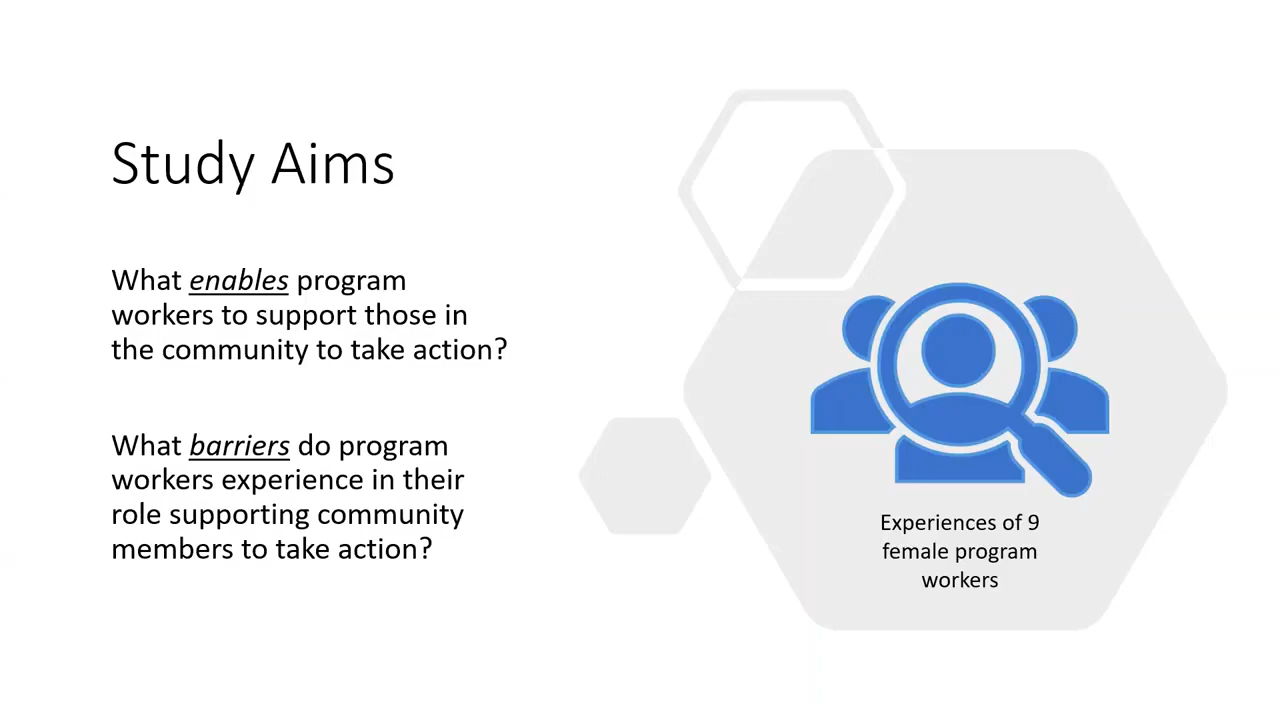 Study Aims
What enables program
workers to support those in
the community to take action?
What barriers do program
workers experience in their
role supporting community
members to take action?
Experiences of 9
female program
workers